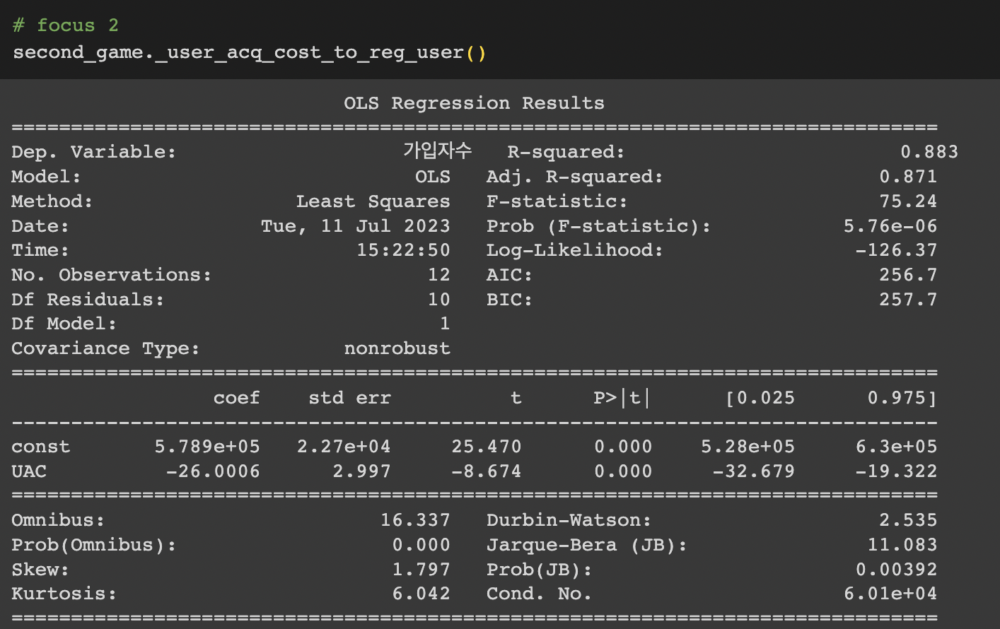 # focus 2
second_game._user_acq_cost_to_reg_user()
OLS Regression Results
==============================================================================
Dep. Variable: 가입자수 R-squared: 0.883
Model: OLS Adj. R-squared: 0.871
Method: Least Squares F-statistic: 75.24
Date: Tue, 11 Jul 2023 Prob (F-statistic): 5.76e-06
Time: 15:22:50 Log-Likelihood: -126.37
No. Observations: 12 AIC: 256.7
Df Residuals: 10 BIC: 257.7
Df Model: 1
Covariance Type: nonrobust
==============================================================================
coef std err t P>|t| [0.025 0.975]
------------------------------------------------------------------------------
const 5.789e+05 2.27e+04 25.470 0.000 5.28e+05 6.3e+05
UAC -26.0006 2.997 -8.674 0.000 -32.679 -19.322
==============================================================================
Omnibus: 16.337 Durbin-Watson: 2.535
Prob(Omnibus): 0.000 Jarque-Bera (JB): 11.083
Skew: 1.797 Prob(JB): 0.00392
Kurtosis: 6.042 Cond. No. 6.01e+04
==============================================================================